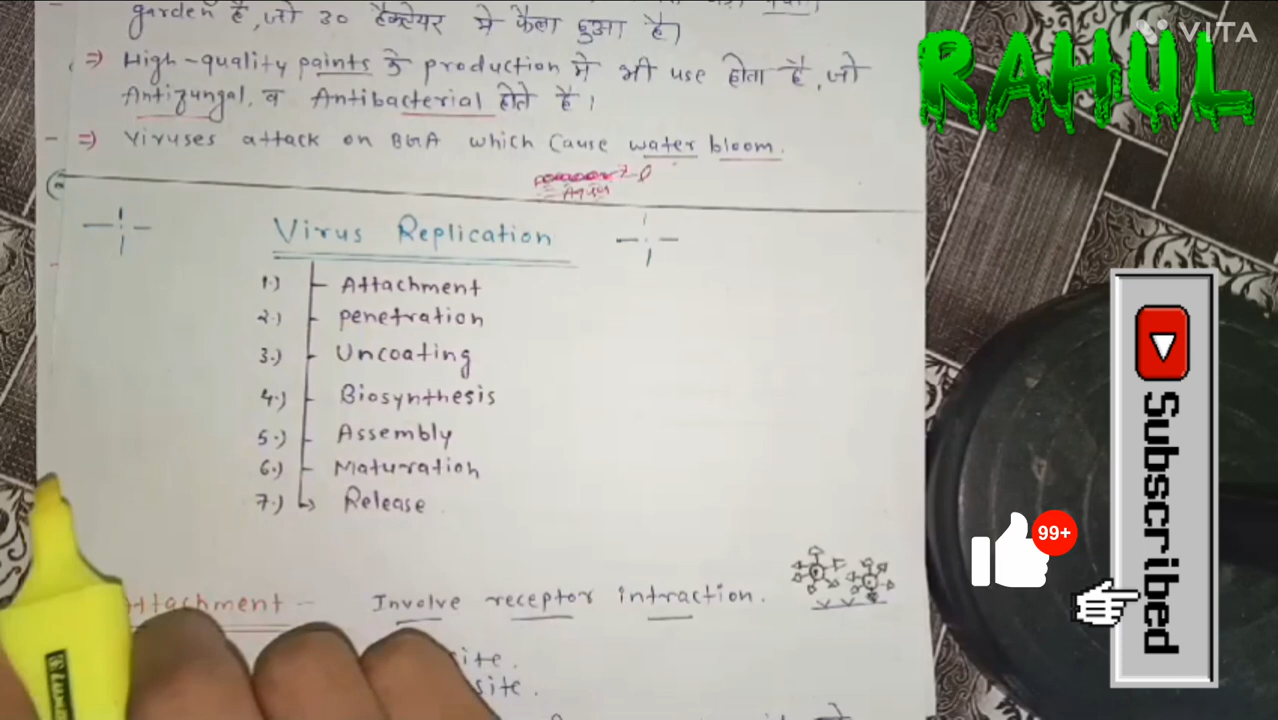 garden है, जो 30 हैक्टेयर मे फैला हुआ है।
⇒ High-quality paints के production मे भी use होता है, जो
Antifungal, व Antibacterial होते है।
⇒ Viruses attack on BGA which cause water bloom.
Virus Replication
1.) Attachment
2.) penetration
3.) Uncoating
4.) Biosynthesis
5.) Assembly
6.) Maturation
7.) Release
ttachment - Involve receptor intraction.
site.
site.
RAHUL
VITA
Subscribed
99+